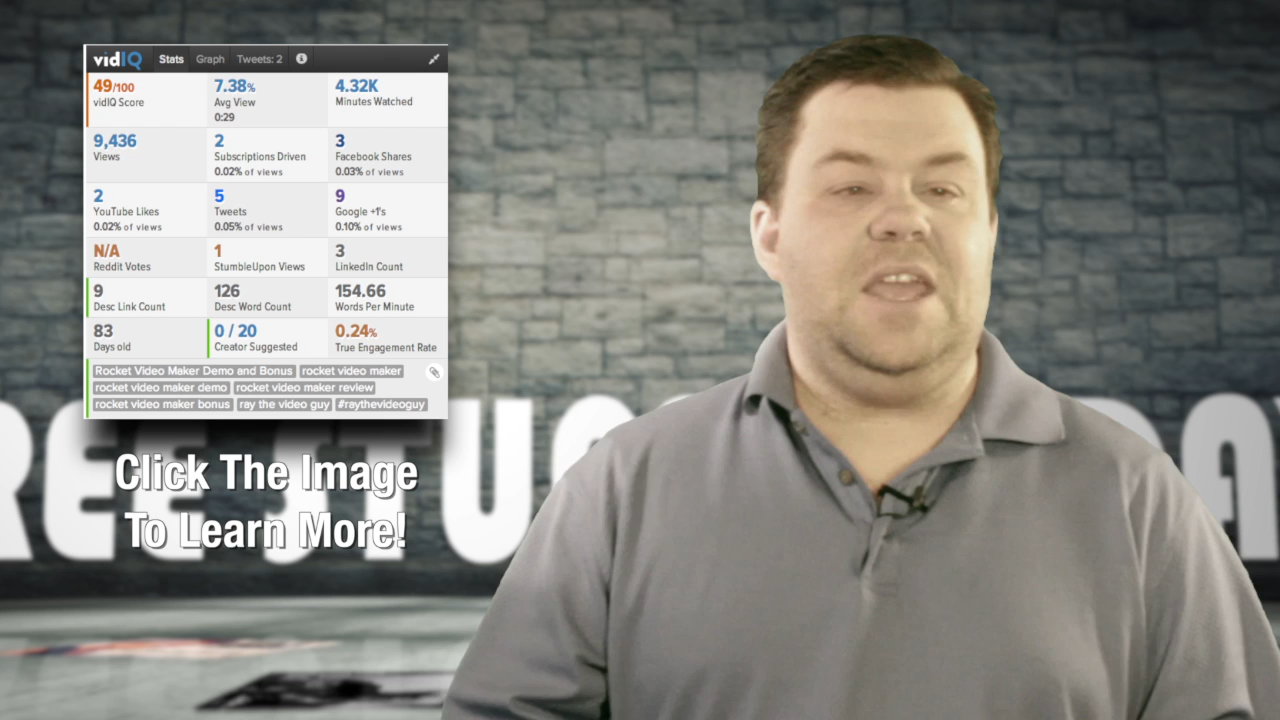 vidIQ Stats Graph Tweets: 2
49/100 7.38% 4.32K
vidIQ Score Avg View Minutes Watched
0:29
9,436 2 3
Views Subscriptions Driven Facebook Shares
0.02% of views 0.03% of views
2 5 9
YouTube Likes Tweets Google +1's
0.02% of views 0.05% of views 0.10% of views
N/A 1 3
Reddit Votes StumbleUpon Views LinkedIn Count
9 126 154.66
Desc Link Count Desc Word Count Words Per Minute
83 0 / 20 0.24%
Days old Creator Suggested True Engagement Rate
Rocket Video Maker Demo and Bonus rocket video maker
rocket video maker demo rocket video maker review
rocket video maker bonus ray the video guy #raythevideoguy
Click The Image
To Learn More!